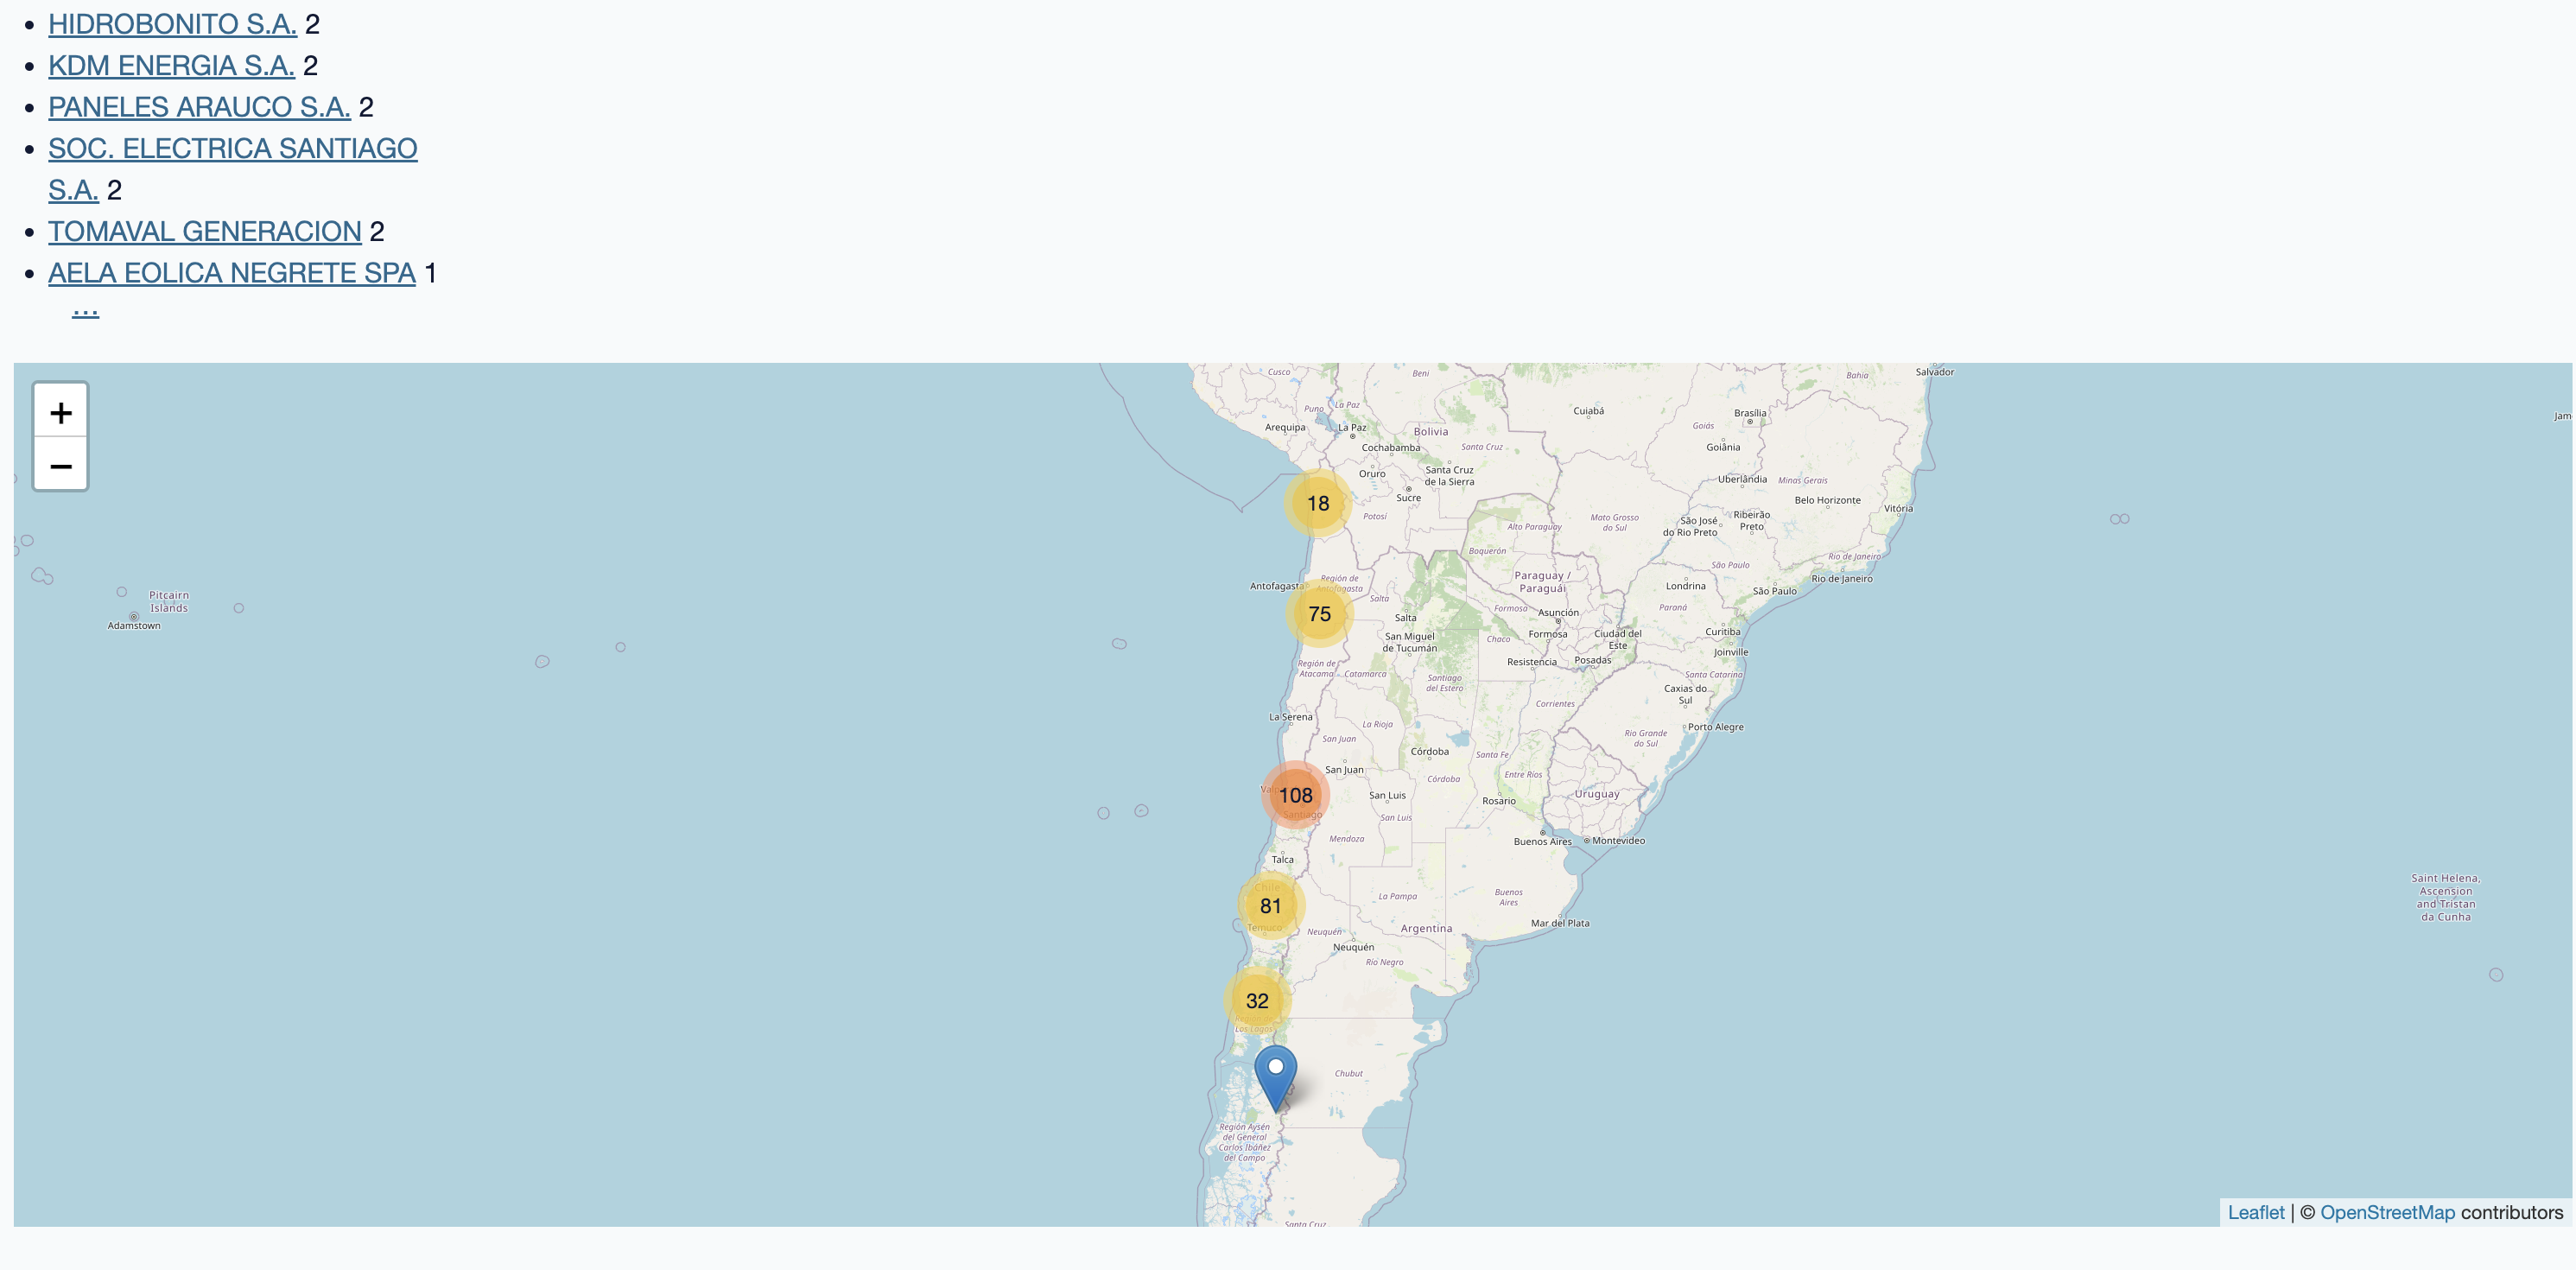 HIDROBONITO S.A. 2
KDM ENERGIA S.A. 2
PANELES ARAUCO S.A. 2
SOC. ELECTRICA SANTIAGO
S.A. 2
TOMAVAL GENERACION 2
AELA EOLICA NEGRETE SPA 1
...
+
−
Cusco
Beni
Bahia
Salvador
Puno
La Paz
Cuiabá
Brasília
Jam
Arequipa
La Paz
Bolivia
Goiás
Cochabamba
Santa Cruz
Goiânia
Oruro
Santa Cruz
de la Sierra
Uberlândia
Minas Gerais
Sucre
Belo Horizonte
18
Potosí
Vitória
Alto Paraguay
Mato Grosso
do Sul
São José
do Rio Preto
Ribeirão
Preto
Boquerón
Rio de Janeiro
São Paulo
Antofagasta
Región de
Antofagasta
Paraguay /
Paraguái
Londrina
Rio de Janeiro
São Paulo
Pitcairn
Islands
Adamstown
75
Salta
Salta
Formosa
Asunción
Paraná
San Miguel
de Tucumán
Chaco
Formosa
Ciudad del
Este
Curitiba
Joinville
Región de
Atacama
Catamarca
Resistencia
Posadas
Santa Catarina
Santiago
del Estero
Caxias do
Sul
Corrientes
La Serena
La Rioja
Porto Alegre
San Juan
Rio Grande
do Sul
Córdoba
Santa Fe
San Juan
Córdoba
Entre Ríos
108
Santiago
San Luis
Rosario
Uruguay
San Luis
Mendoza
Buenos Aires
Montevideo
Talca
Chile
81
La Pampa
Buenos
Aires
Saint Helena,
Ascension
and Tristan
da Cunha
Temuco
Neuquén
Argentina
Mar del Plata
Neuquén
Río Negro
32
Región de
Los Lagos
Chubut
Región Aysén
del General
Carlos Ibáñez
del Campo
Santa Cruz
Leaflet | © OpenStreetMap contributors